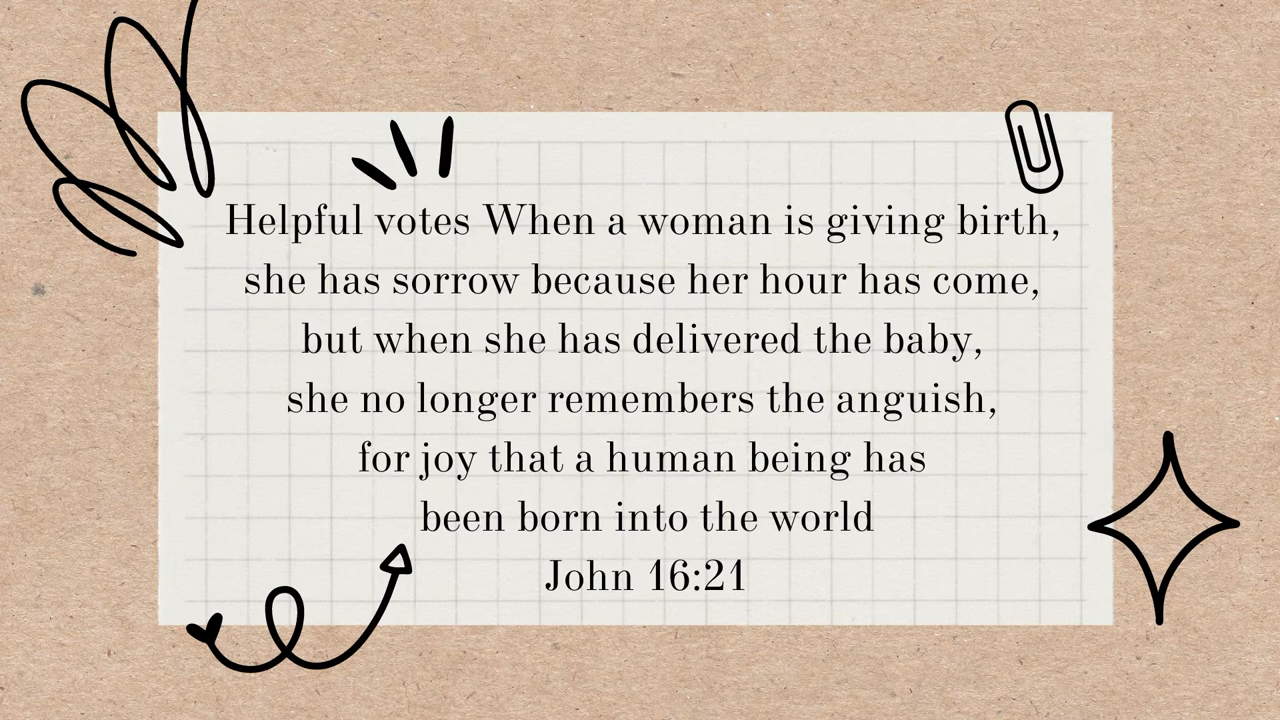 Helpful votes When a woman is giving birth,
she has sorrow because her hour has come,
but when she has delivered the baby,
she no longer remembers the anguish,
for joy that a human being has
been born into the world
John 16:21